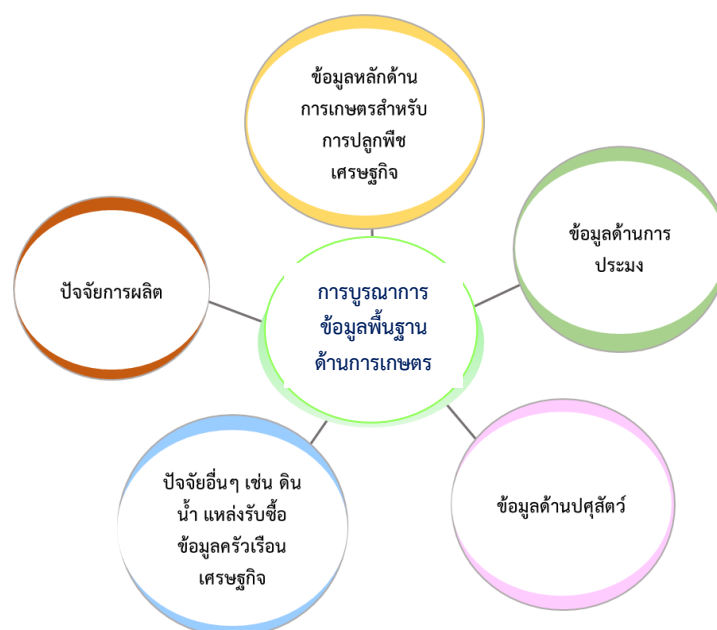 ข้อมูลหลักด้าน
การเกษตรสำหรับ
การปลูกพืช
เศรษฐกิจ
ข้อมูลด้านการ
ประมง
ปัจจัยการผลิต
การบูรณาการ
ข้อมูลพื้นฐาน
ด้านการเกษตร
ปัจจัยอื่นๆ เช่น ดิน
น้ำ แหล่งรับซื้อ
ข้อมูลครัวเรือน
เศรษฐกิจ
ข้อมูลด้านปศุสัตว์